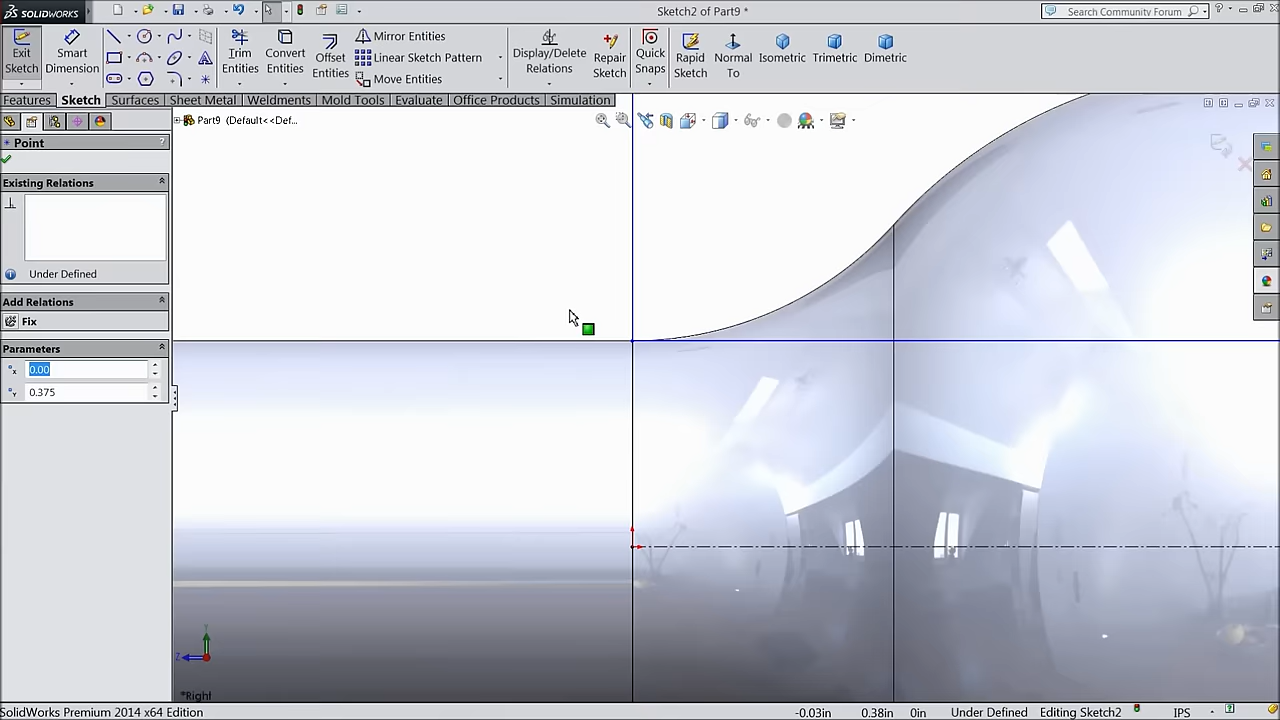 SOLIDWORKS
Sketch2 of Part9 *
Search Community Forum
Exit Sketch
Smart Dimension
Trim Entities
Convert Entities
Offset Entities
Mirror Entities
Linear Sketch Pattern
Move Entities
Display/Delete Relations
Repair Sketch
Quick Snaps
Rapid Sketch
Normal To
Isometric
Trimetric
Dimetric
Features
Sketch
Surfaces
Sheet Metal
Weldments
Mold Tools
Evaluate
Office Products
Simulation
Part9 (Default<<Def...
Point
?
Existing Relations
Under Defined
Add Relations
Fix
Parameters
x 0.00
Y 0.375
Y
Z
*Right
SolidWorks Premium 2014 x64 Edition
-0.03in
0.38in
0in
Under Defined
Editing Sketch2
IPS